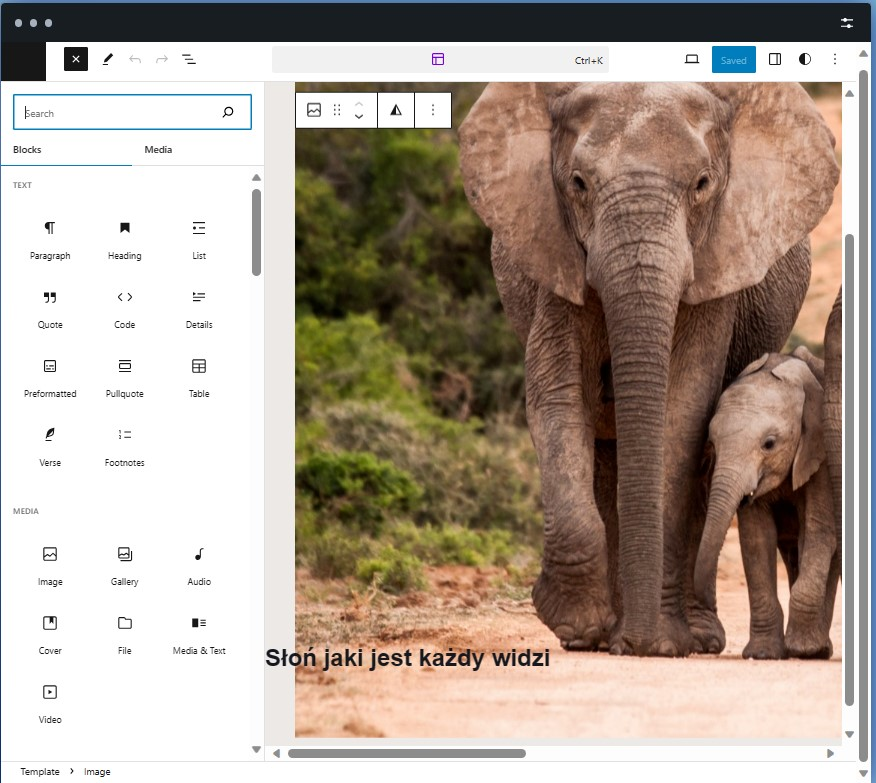 Ctrl+K
Saved
Search
Blocks
Media
TEXT
Paragraph
Heading
List
Quote
Code
Details
Preformatted
Pullquote
Table
Verse
Footnotes
MEDIA
Image
Gallery
Audio
Cover
File
Media & Text
Video
Słoń jaki jest każdy widzi
Template > Image